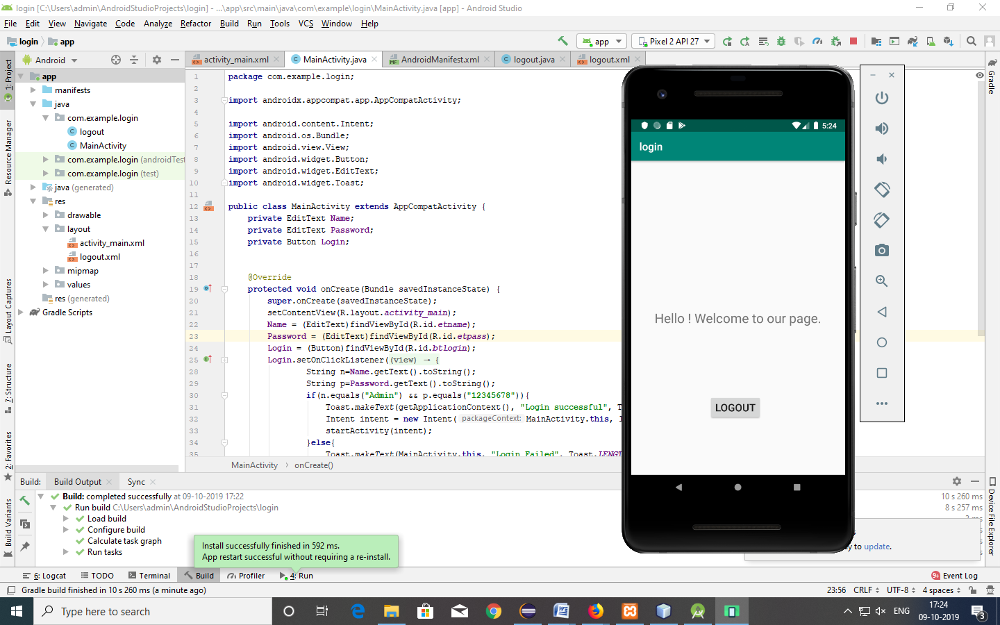 login [C:\Users\admin\AndroidStudioProjects\login] - ...\app\src\main\java\com\example\login\MainActivity.java [app] - Android Studio
File Edit View Navigate Code Analyze Refactor Build Run Tools VCS Window Help
login app
app Pixel 2 API 27
Android
activity_main.xml MainActivity.java AndroidManifest.xml logout.java logout.xml
1: Project
Resource Manager
Layout Captures
7: Structure
2: Favorites
Build Variants
app
manifests
java
com.example.login
logout
MainActivity
com.example.login (androidTest
com.example.login (test)
java (generated)
res
drawable
layout
activity_main.xml
logout.xml
mipmap
values
res (generated)
Gradle Scripts
1 package com.example.login;
2
3 import androidx.appcompat.app.AppCompatActivity;
4
5 import android.content.Intent;
6 import android.os.Bundle;
7 import android.view.View;
8 import android.widget.Button;
9 import android.widget.EditText;
10 import android.widget.Toast;
11
12 public class MainActivity extends AppCompatActivity {
13 private EditText Name;
14 private EditText Password;
15 private Button Login;
16
17
18 @Override
19 protected void onCreate(Bundle savedInstanceState) {
20 super.onCreate(savedInstanceState);
21 setContentView(R.layout.activity_main);
22 Name = (EditText)findViewById(R.id.etname);
23 Password = (EditText)findViewById(R.id.etpass);
24 Login = (Button)findViewById(R.id.btlogin);
25 Login.setOnClickListener((view) → {
28 String n=Name.getText().toString();
29 String p=Password.getText().toString();
30 if(n.equals("Admin") && p.equals("12345678")){
31 Toast.makeText(getApplicationContext(), "Login successful", T
32 Intent intent = new Intent( packageContext: MainActivity.this, l
33 startActivity(intent);
34 }else{
35 Toast.makeText(MainActivity.this, "Login Failed", Toast.LENGT
MainActivity onCreate()
5:24
login
Hello ! Welcome to our page.
LOGOUT
Gradle
Device File Explorer
Build: Build Output Sync
Build: completed successfully at 09-10-2019 17:22 10 s 260 ms
Run build C:\Users\admin\AndroidStudioProjects\login 8 s 257 ms
Load build
Configure build
Calculate task graph
Run tasks
Install successfully finished in 592 ms.
App restart successful without requiring a re-install.
y to update.
6: Logcat TODO Terminal Build Profiler 4: Run 9+ Event Log
Gradle build finished in 10 s 260 ms (a minute ago) 23:56 CRLF UTF-8 4 spaces
Type here to search
ENG
17:24
09-10-2019
3